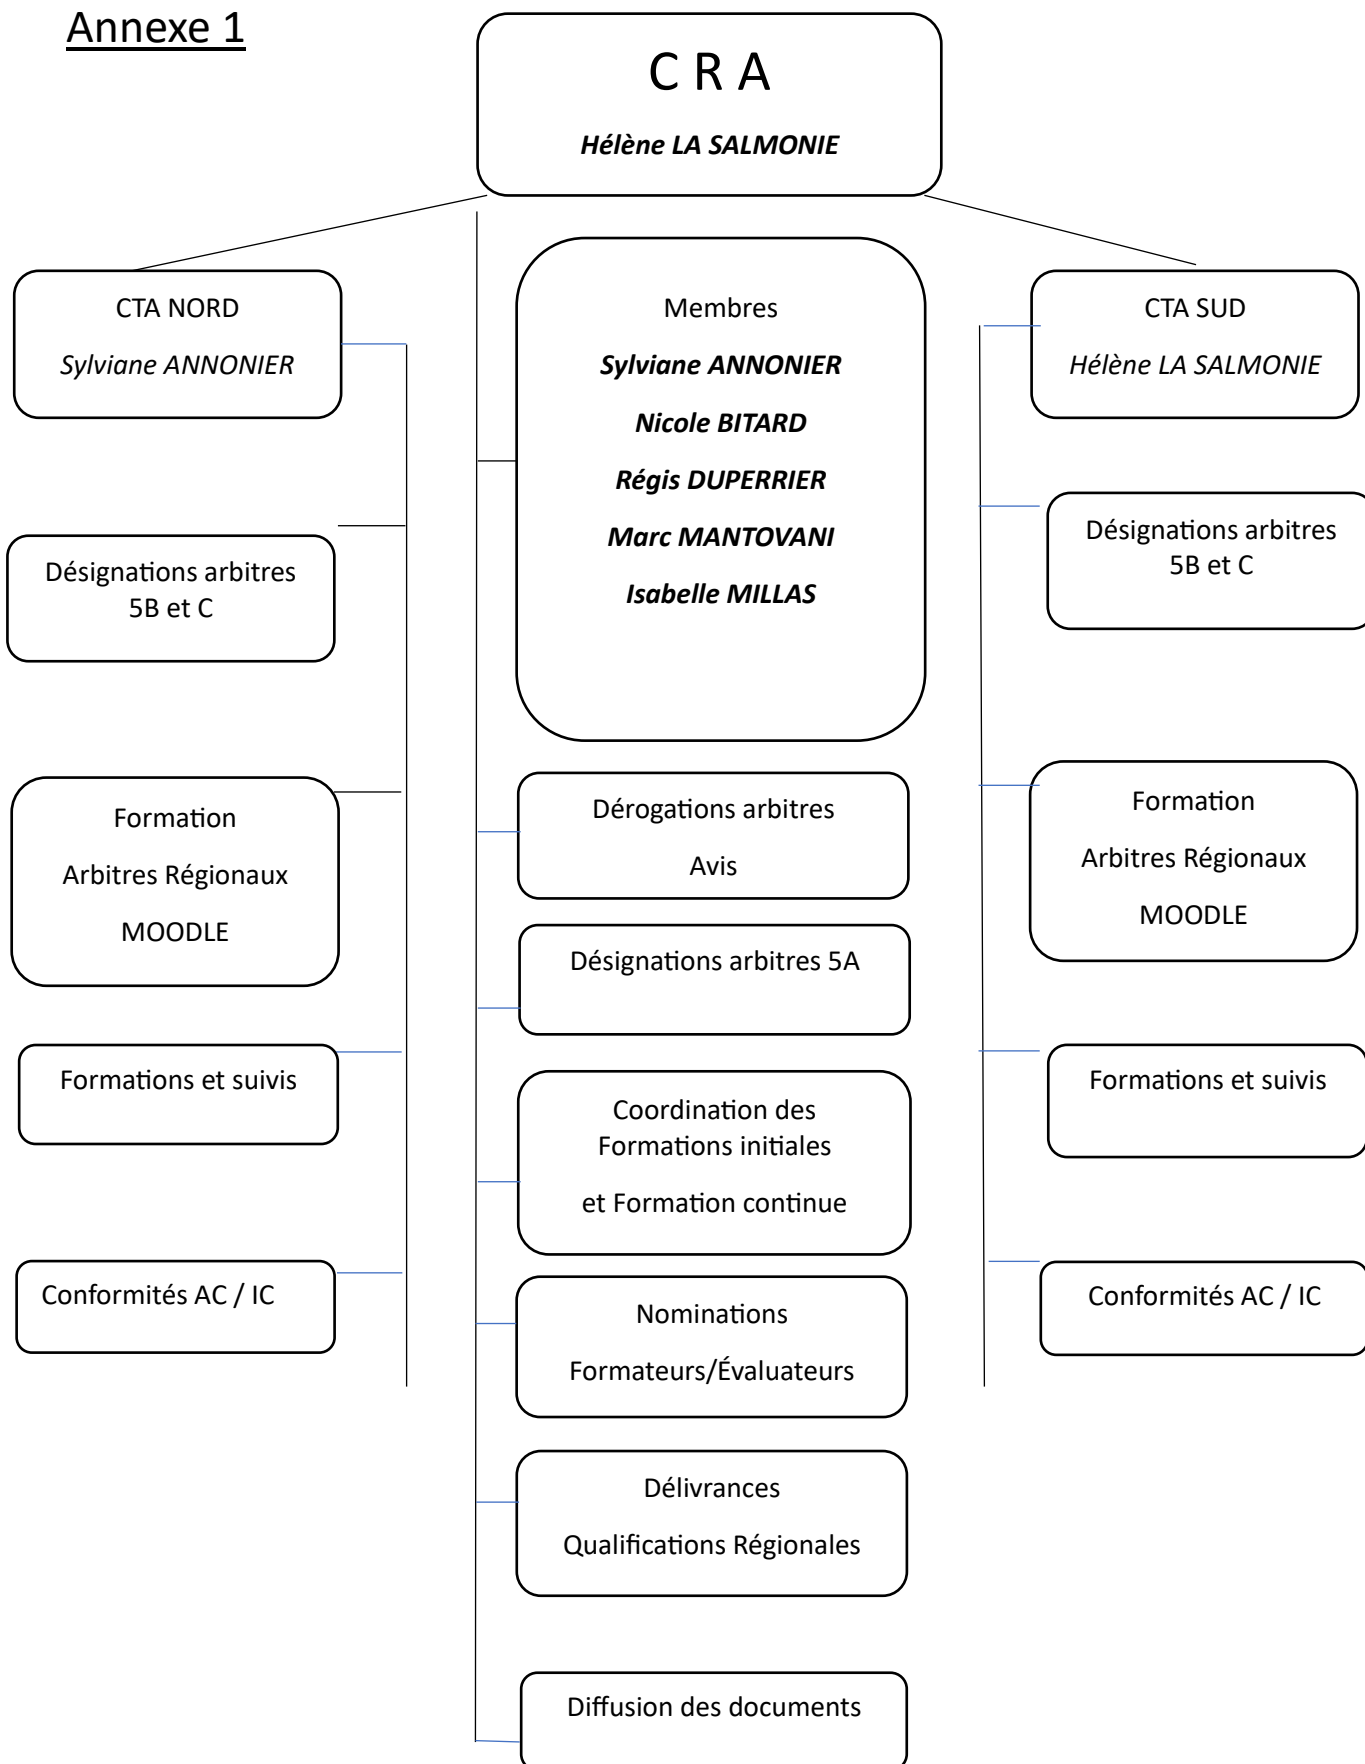 Annexe 1
C R A
Hélène LA SALMONIE
CTA NORD
Sylviane ANNONIER
Désignations arbitres
5B et C
Formation
Arbitres Régionaux
MOODLE
Formations et suivis
Conformités AC / IC
Membres
Sylviane ANNONIER
Nicole BITARD
Régis DUPERRIER
Marc MANTOVANI
Isabelle MILLAS
Dérogations arbitres
Avis
Désignations arbitres 5A
Coordination des
Formations initiales
et Formation continue
Nominations
Formateurs/Évaluateurs
Délivrances
Qualifications Régionales
Diffusion des documents
CTA SUD
Hélène LA SALMONIE
Désignations arbitres
5B et C
Formation
Arbitres Régionaux
MOODLE
Formations et suivis
Conformités AC / IC